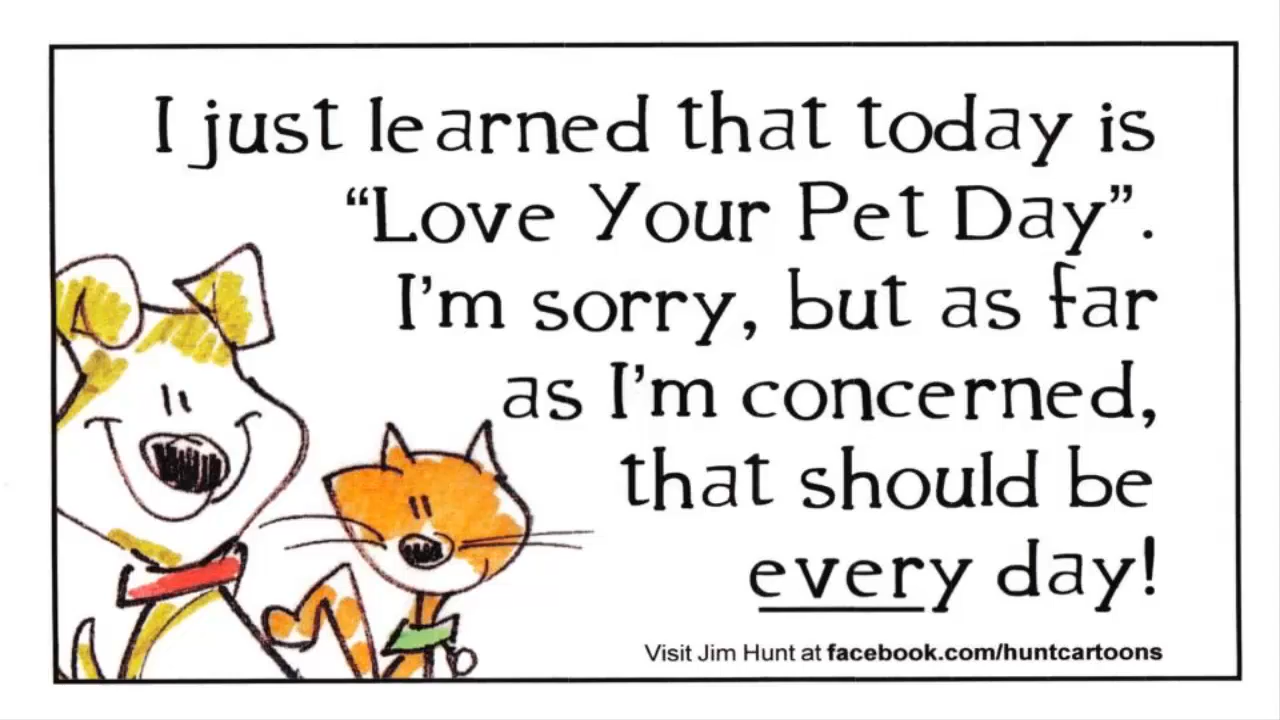 I just learned that today is
“Love Your Pet Day”.
I’m sorry, but as far
as I’m concerned,
that should be
every day!
Visit Jim Hunt at facebook.com/huntcartoons